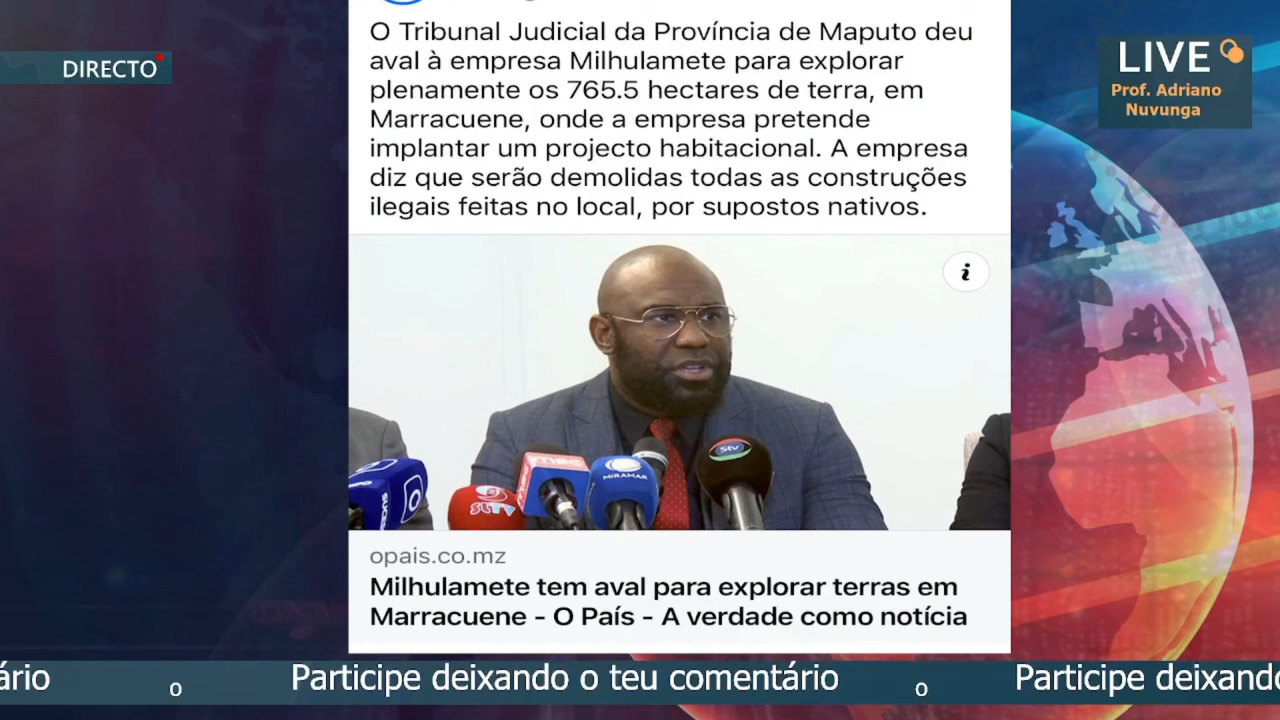 O Tribunal Judicial da Província de Maputo deu
aval à empresa Milhulamete para explorar
plenamente os 765.5 hectares de terra, em
Marracuene, onde a empresa pretende
implantar um projecto habitacional. A empresa
diz que serão demolidas todas as construções
ilegais feitas no local, por supostos nativos.
DIRECTO
LIVE
Prof. Adriano
Nuvunga
i
SUCESSO
stTV
mec
MIRAMAR
Stv
opais.co.mz
Milhulamete tem aval para explorar terras em
Marracuene - O País - A verdade como notícia
ário o Participe deixando o teu comentário o Participe deixando